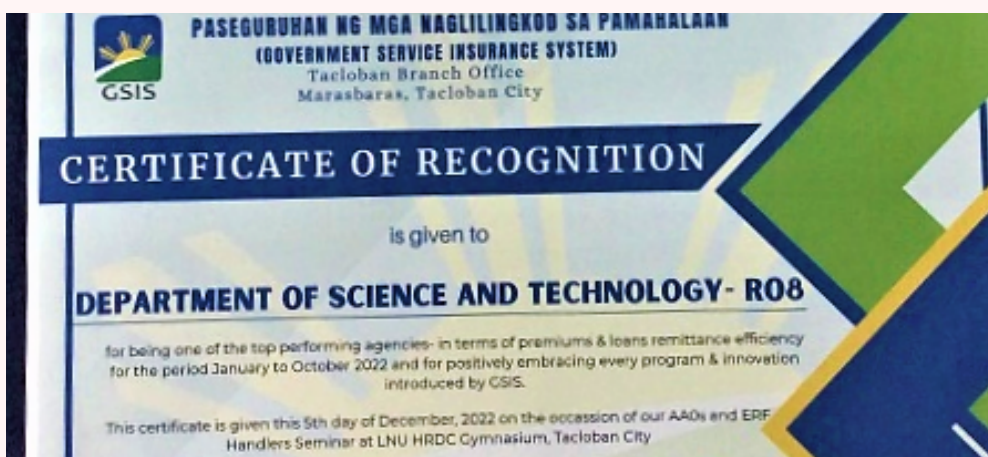 PASEGURUHAN NG MGA NAGLILINGKOD SA PAMAHALAAN
(GOVERNMENT SERVICE INSURANCE SYSTEM)
Tacloban Branch Office
Marasbaras, Tacloban City
GSIS
CERTIFICATE OF RECOGNITION
is given to
DEPARTMENT OF SCIENCE AND TECHNOLOGY- RO8
for being one of the top performing agencies- in terms of premiums & loans remittance efficiency
for the period January to October 2022 and for positively embracing every program & innovation
introduced by GSIS.
This certificate is given this 5th day of December, 2022 on the occassion of our AAOs and ERF
Handlers Seminar at LNU HRDC Gymnasium, Tacloban City